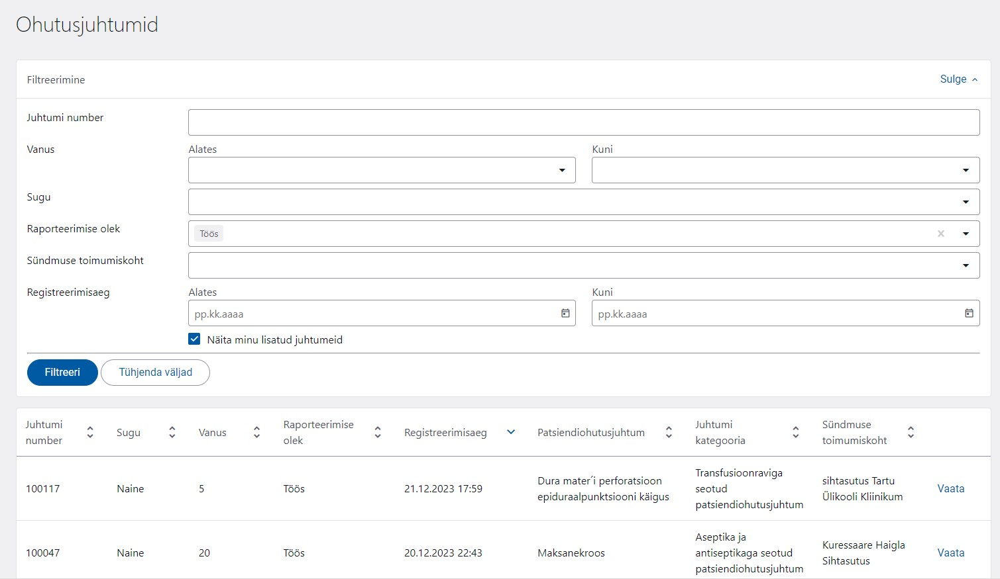 Ohutusjuhtumid
Filtreerimine
Sulge
Juhtumi number
Vanus
Alates
Kuni
Sugu
Raporteerimise olek
Töös
Sündmuse toimumiskoht
Registreerimisaeg
Alates
Kuni
pp.kk.aaaa
pp.kk.aaaa
Näita minu lisatud juhtumeid
Filtreeri
Tühjenda väljad
Juhtumi
number
Sugu
Vanus
Raporteerimise
olek
Registreerimisaeg
Patsiendiohutusjuhtum
Juhtumi
kategooria
Sündmuse
toimumiskoht
100117
Naine
5
Töös
21.12.2023 17:59
Dura mater´i perforatsioon
epiduraalpunktsiooni käigus
Transfusioonraviga
seotud
patsiendiohutusjuhtum
sihtasutus Tartu
Ülikooli Kliinikum
Vaata
100047
Naine
20
Töös
20.12.2023 22:43
Maksanekroos
Aseptika ja
antiseptikaga seotud
patsiendiohutusjuhtum
Kuressaare Haigla
Sihtasutus
Vaata